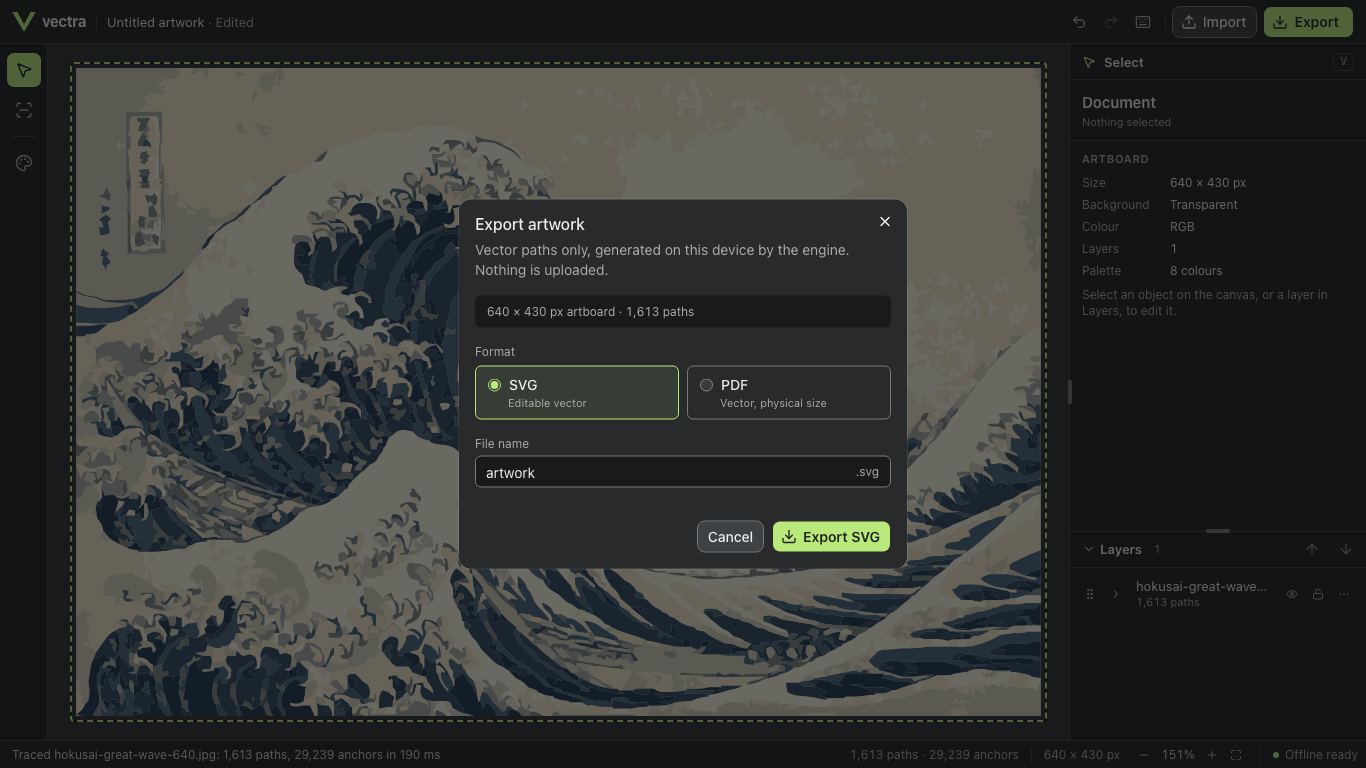 vectra
Untitled artwork · Edited
Import
Export
Select
V
Document
Nothing selected
ARTBOARD
Size 640 × 430 px
Background Transparent
Colour RGB
Layers 1
Palette 8 colours
Select an object on the canvas, or a layer in
Layers, to edit it.
Export artwork
Vector paths only, generated on this device by the engine.
Nothing is uploaded.
640 × 430 px artboard · 1,613 paths
Format
SVG
Editable vector
PDF
Vector, physical size
File name
artwork .svg
Cancel
Export SVG
Layers 1
hokusai-great-wave...
1,613 paths
Traced hokusai-great-wave-640.jpg: 1,613 paths, 29,239 anchors in 190 ms
1,613 paths · 29,239 anchors
640 × 430 px
151%
Offline ready